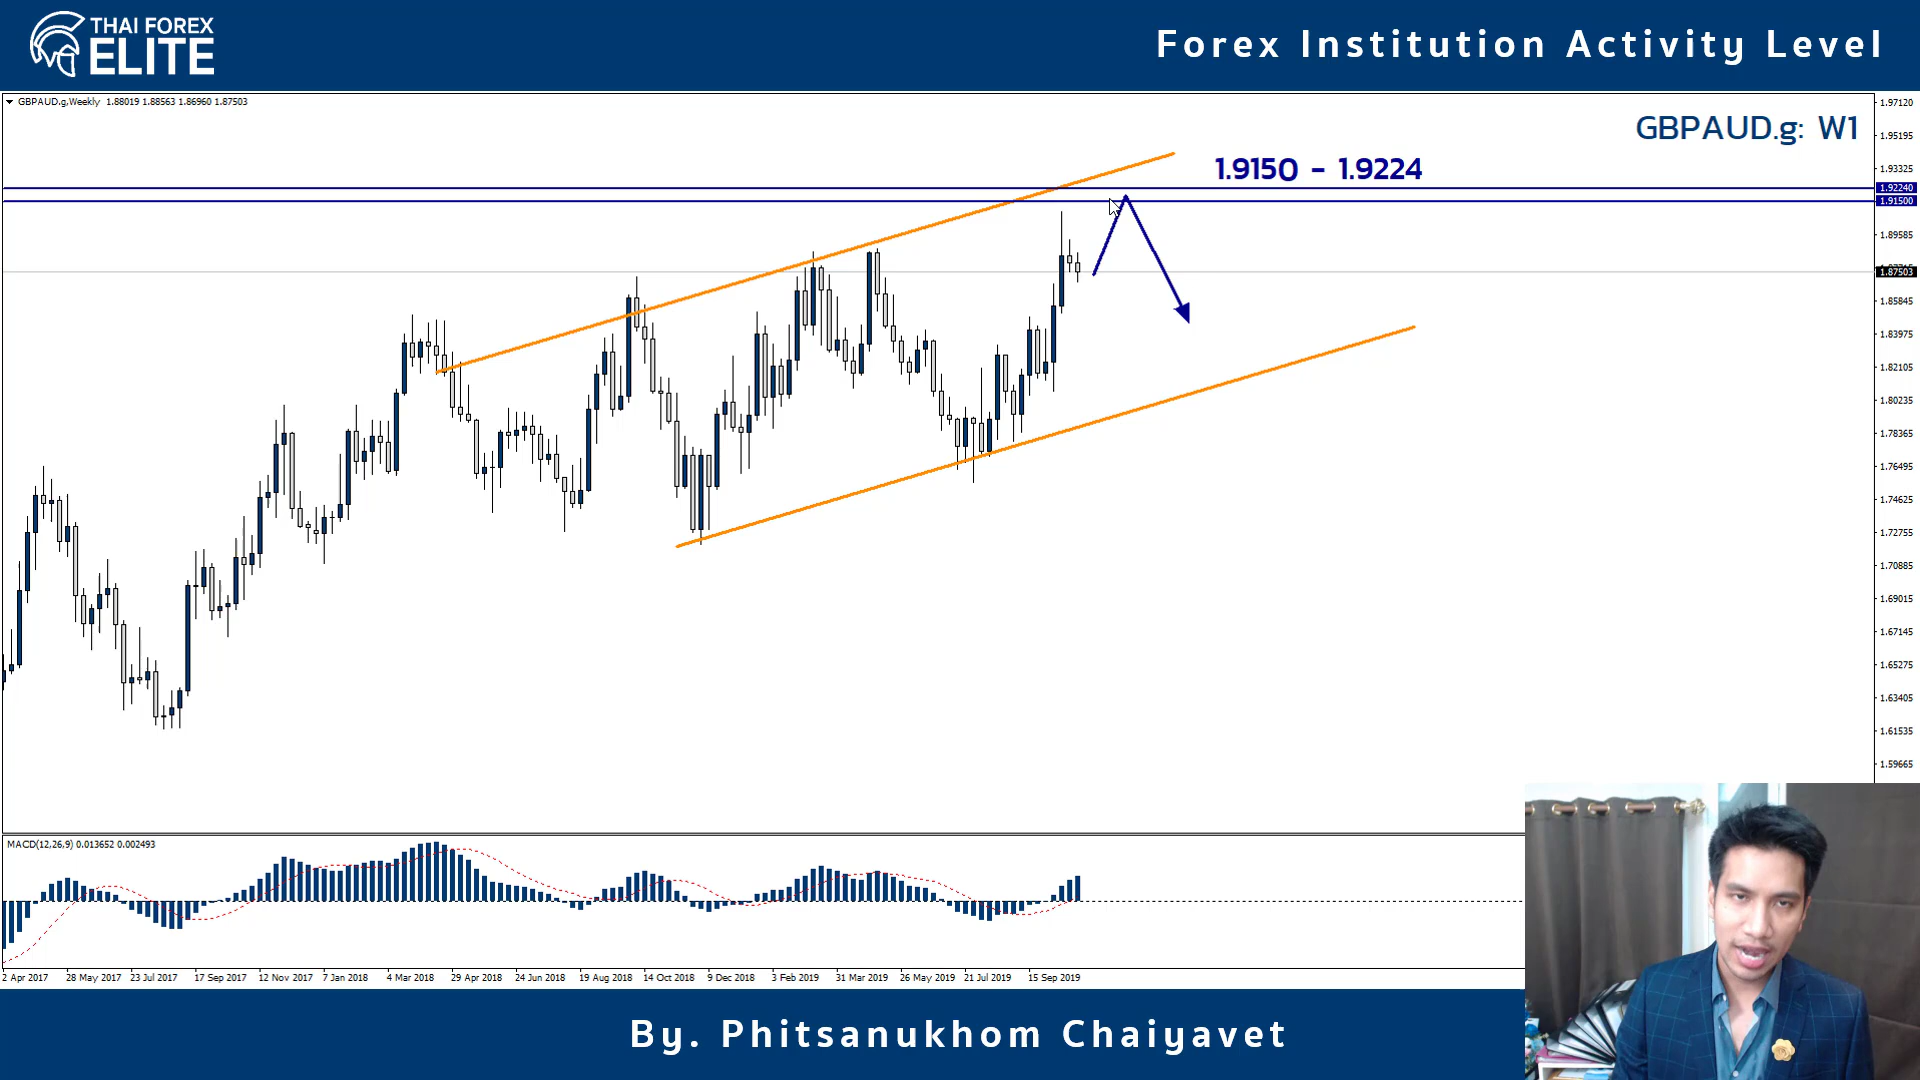 THAI FOREX
ELITE
Forex Institution Activity Level
GBPAUD.g,Weekly 1.88019 1.88563 1.86960 1.87503
GBPAUD.g: W1
1.9150 - 1.9224
1.97120
1.95195
1.93325
1.92240
1.91500
1.89585
1.87503
1.85845
1.83975
1.82105
1.80235
1.78365
1.76495
1.74625
1.72755
1.70885
1.69015
1.67145
1.65275
1.63405
1.61535
1.59665
MACD(12,26,9) 0.013652 0.002493
2 Apr 2017 28 May 2017 23 Jul 2017 17 Sep 2017 12 Nov 2017 7 Jan 2018 4 Mar 2018 29 Apr 2018 24 Jun 2018 19 Aug 2018 14 Oct 2018 9 Dec 2018 3 Feb 2019 31 Mar 2019 26 May 2019 21 Jul 2019 15 Sep 2019
By. Phitsanukhom Chaiyavet